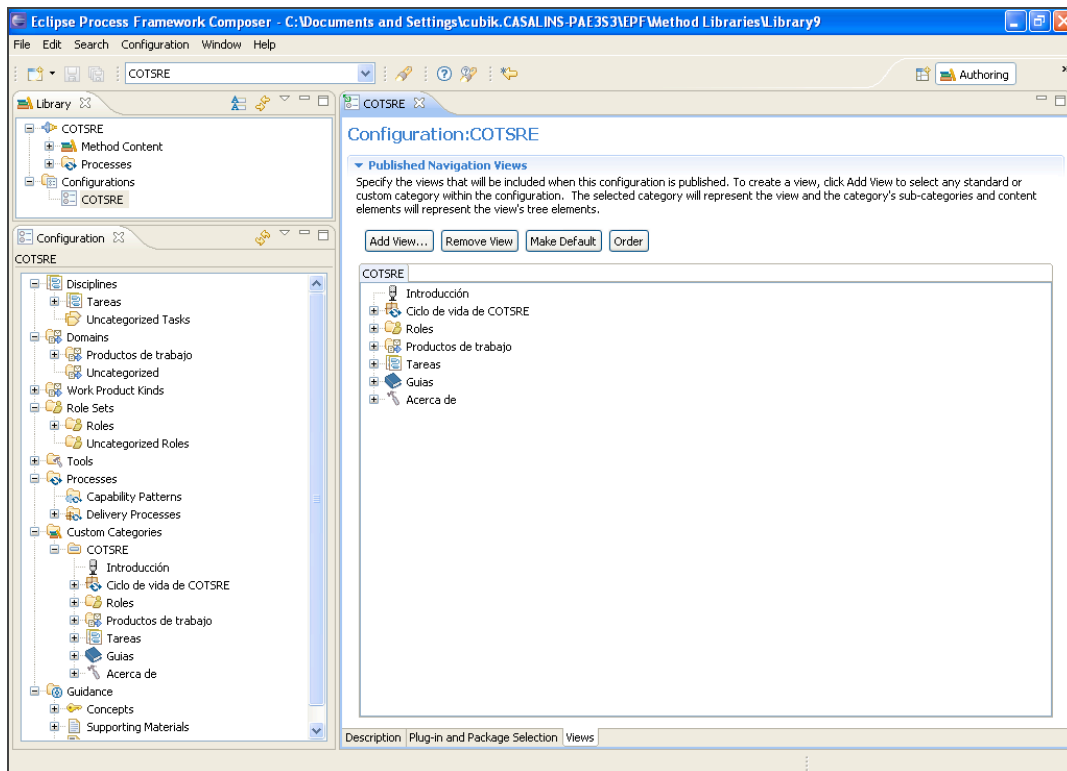 Eclipse Process Framework Composer - C:\Documents and Settings\cubik.CASALINS-PAE3S3\EPF\Method Libraries\Library9
File Edit Search Configuration Window Help
COTSRE
Authoring
Library
COTSRE
Method Content
Processes
Configurations
COTSRE
Configuration
COTSRE
Disciplines
Tareas
Uncategorized Tasks
Domains
Productos de trabajo
Uncategorized
Work Product Kinds
Role Sets
Roles
Uncategorized Roles
Tools
Processes
Capability Patterns
Delivery Processes
Custom Categories
COTSRE
Introducción
Ciclo de vida de COTSRE
Roles
Productos de trabajo
Tareas
Guias
Acerca de
Guidance
Concepts
Supporting Materials
COTSRE
Configuration:COTSRE
Published Navigation Views
Specify the views that will be included when this configuration is published. To create a view, click Add View to select any standard or
custom category within the configuration. The selected category will represent the view and the category's sub-categories and content
elements will represent the view's tree elements.
Add View... Remove View Make Default Order
COTSRE
Introducción
Ciclo de vida de COTSRE
Roles
Productos de trabajo
Tareas
Guias
Acerca de
Description Plug-in and Package Selection Views